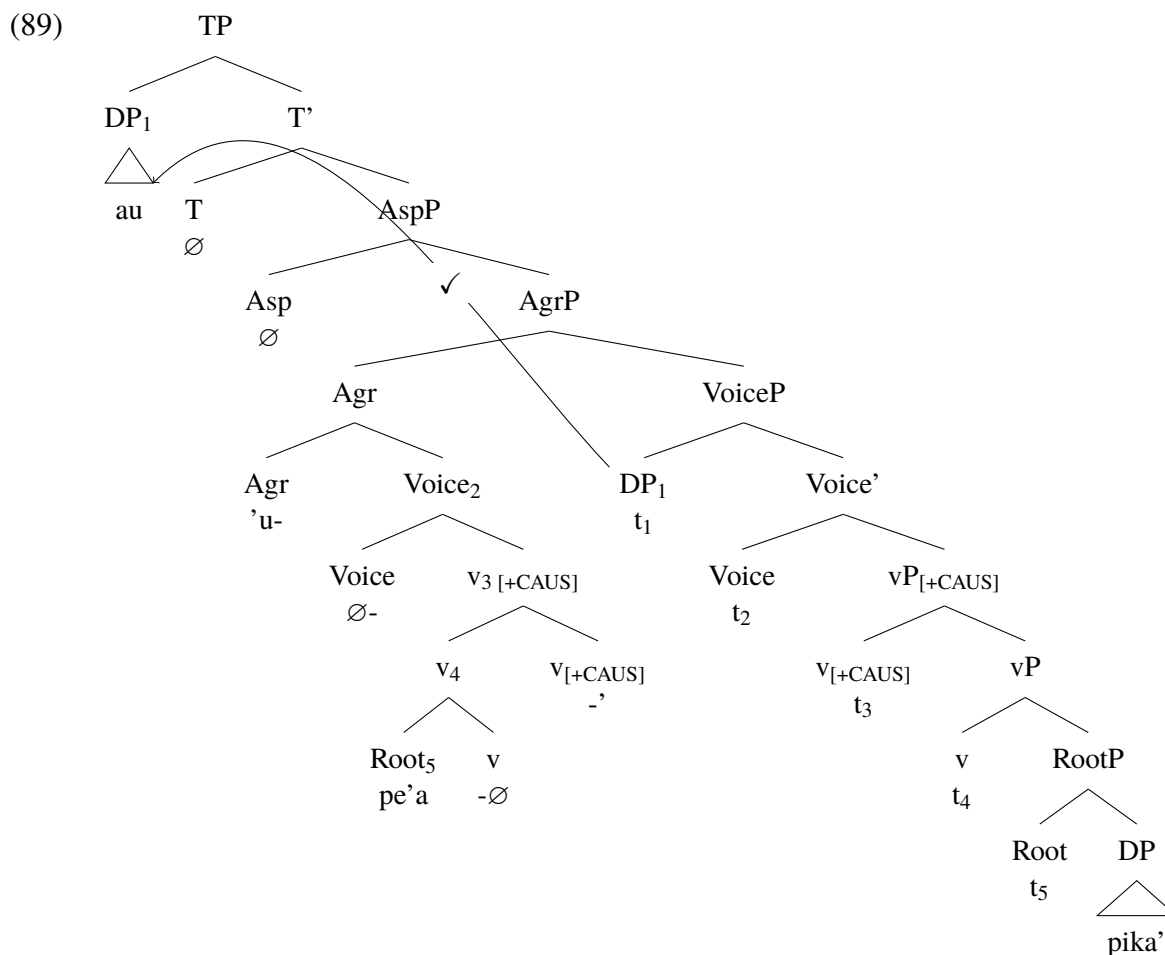 (89) TP
DP₁ T’
au T AspP
∅
Asp ✓ AgrP
∅
Agr VoiceP
Agr Voice₂ DP₁ Voice’
’u- t₁
Voice v₃ [+CAUS] Voice vP[+CAUS]
∅- t₂
v₄ v[+CAUS] v[+CAUS] vP
-’ t₃
Root₅ v v RootP
pe’a -∅ t₄
Root DP
t₅
pika’